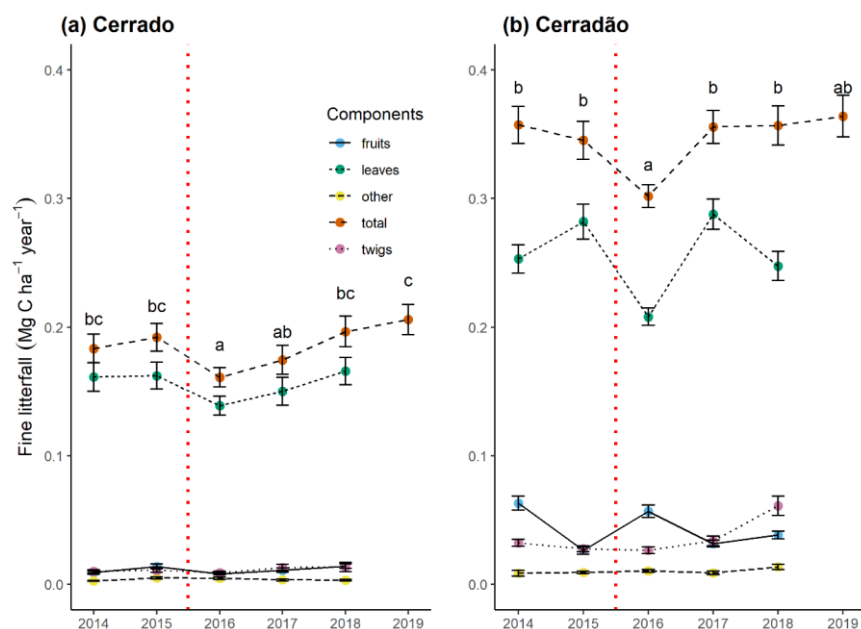 (a) Cerrado
(b) Cerradão
Fine litterfall (Mg C ha⁻¹ year⁻¹)
0.4
0.3
0.2
0.1
0.0
Components
fruits
leaves
other
total
twigs
bc
bc
a
ab
bc
c
2014 2015 2016 2017 2018 2019
0.4
0.3
0.2
0.1
0.0
b
b
a
b
b
ab
2014 2015 2016 2017 2018 2019